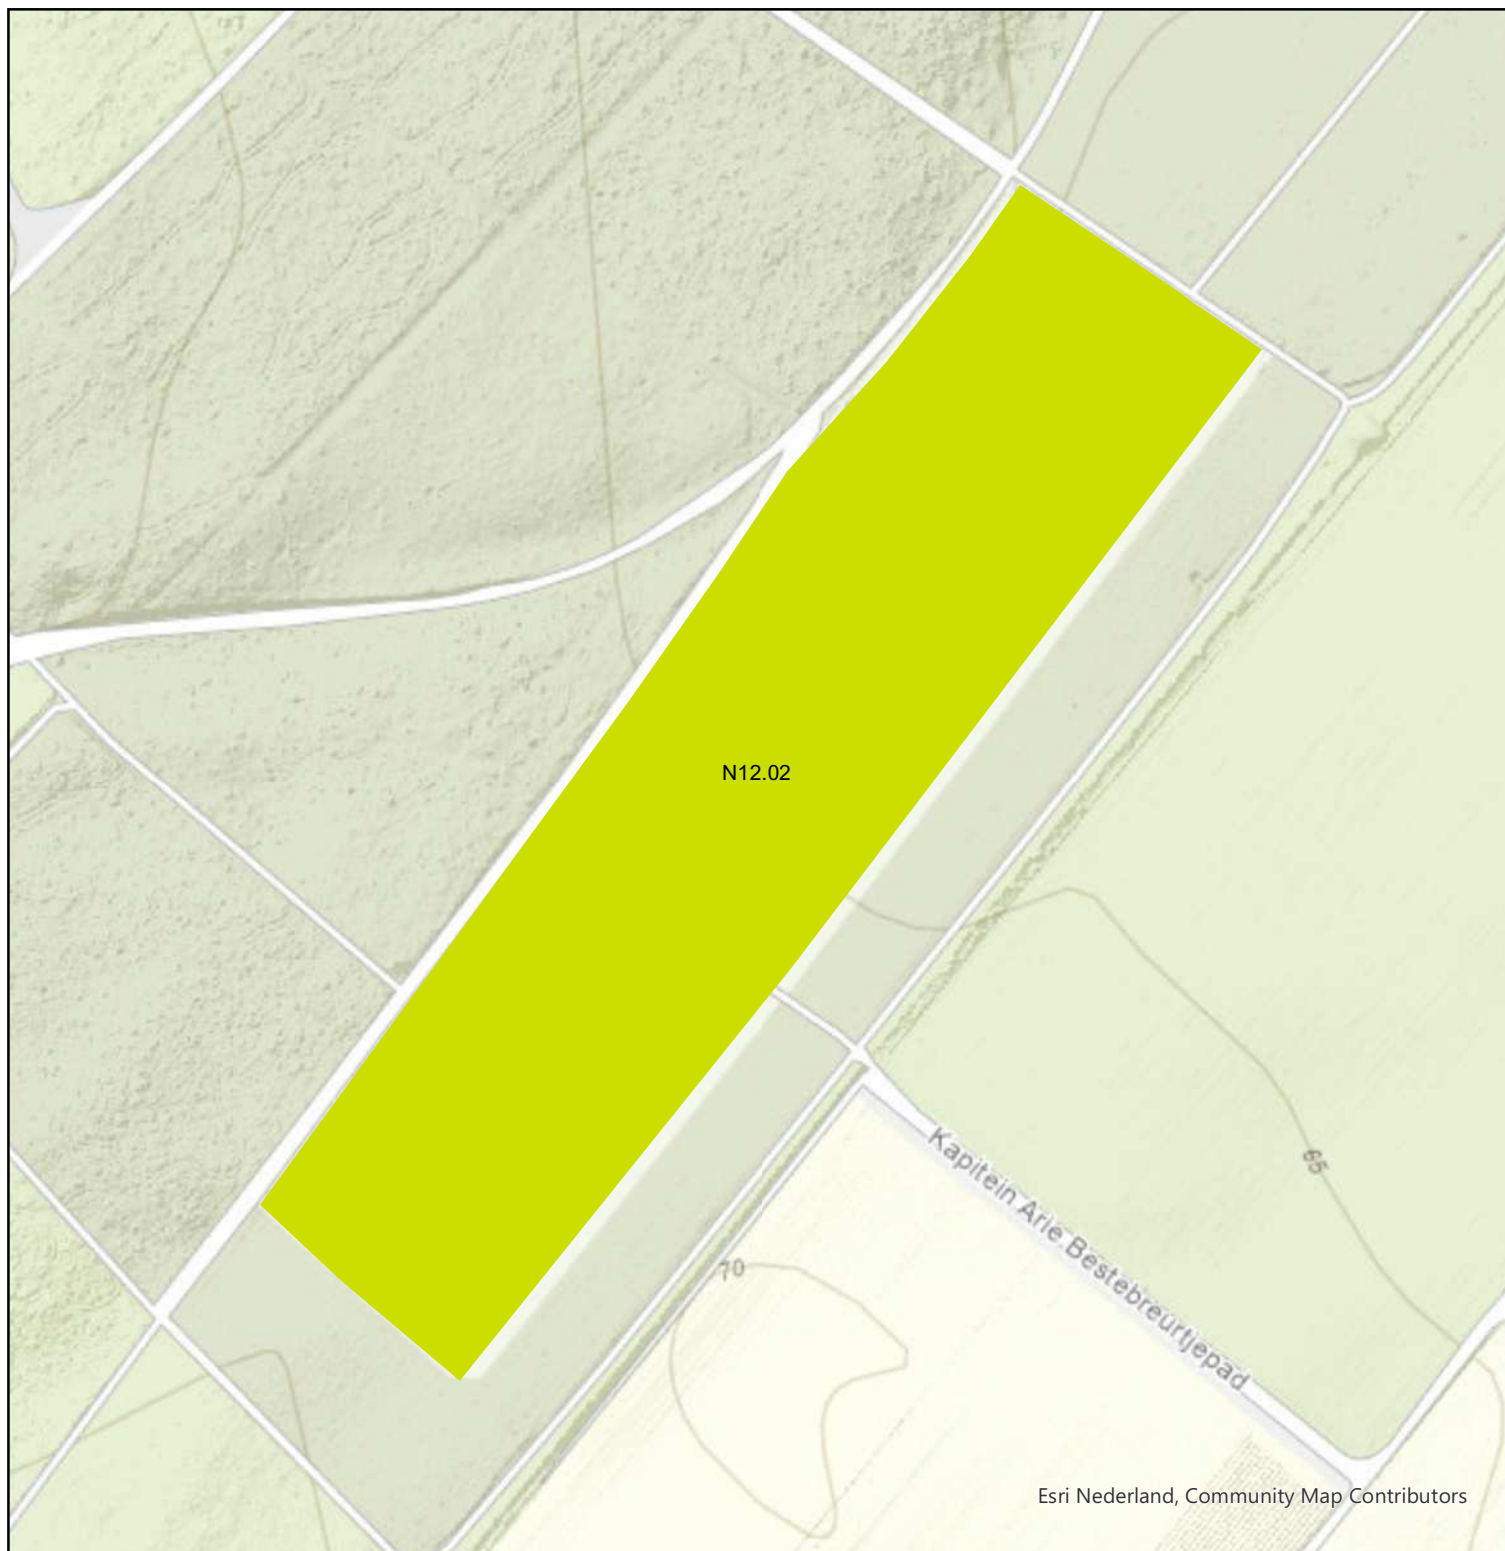 N12.02
Kapitein Arie Bestebreurtjepad
65
70
Esri Nederland, Community Map Contributors